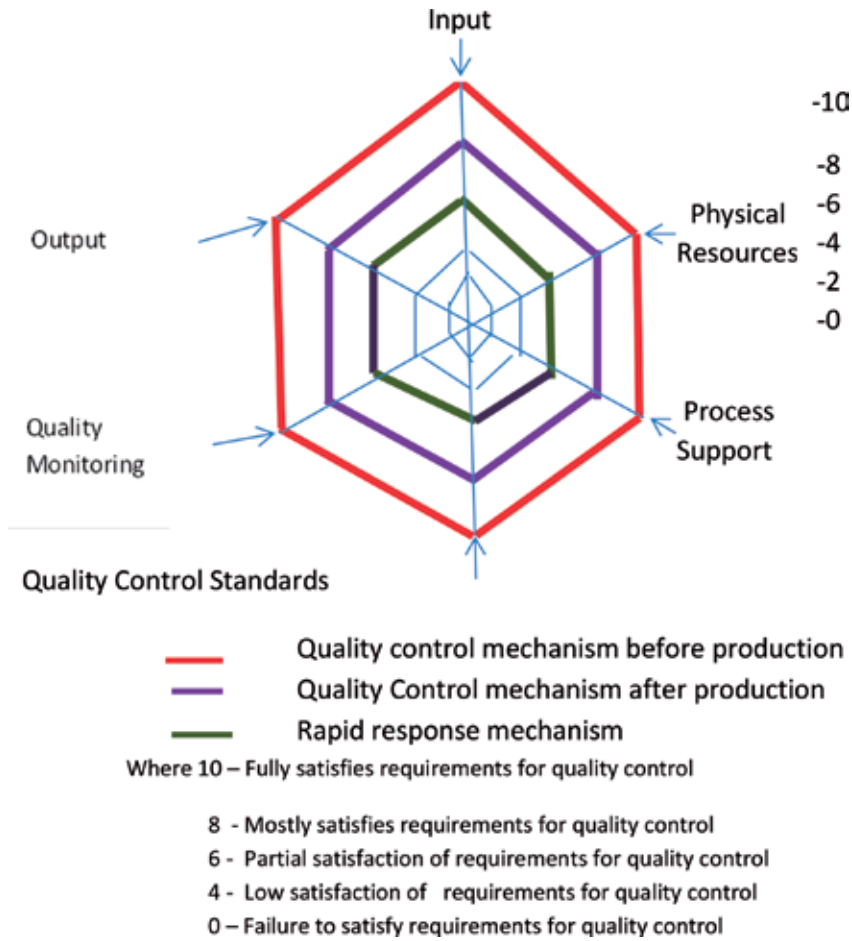 Input
-10
-8
-6
-4
-2
-0
Physical
Resources
Output
Process
Support
Quality
Monitoring
Quality Control Standards
Quality control mechanism before production
Quality Control mechanism after production
Rapid response mechanism
Where 10 – Fully satisfies requirements for quality control
8 - Mostly satisfies requirements for quality control
6 - Partial satisfaction of requirements for quality control
4 - Low satisfaction of requirements for quality control
0 – Failure to satisfy requirements for quality control